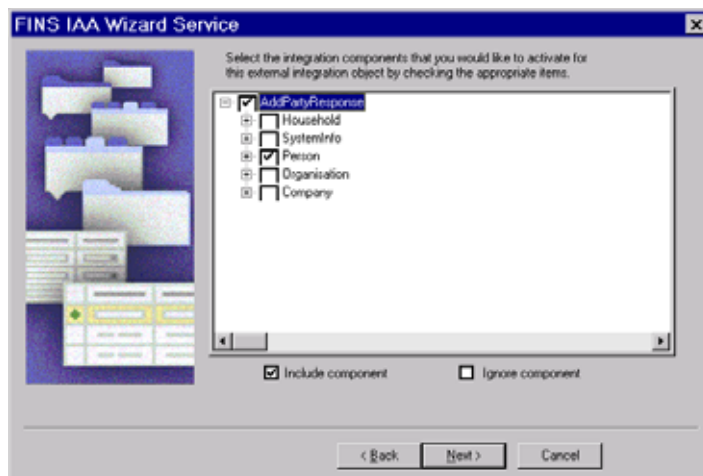 FINS IAA Wizard Service
Select the integration components that you would like to activate for
this external integration object by checking the appropriate items.
AddPartyResponse
Household
SystemInfo
Person
Organisation
Company
Include component
Ignore component
< Back
Next >
Cancel